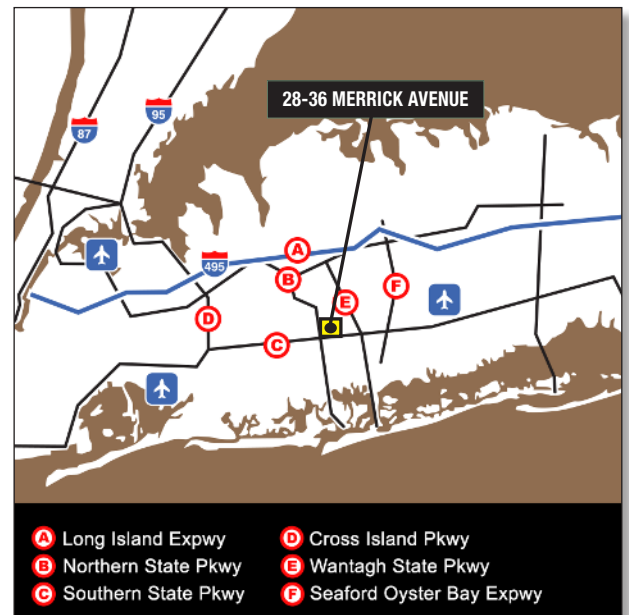 95
87
28-36 MERRICK AVENUE
A
495
B
F
E
D
C
A Long Island Expwy
B Northern State Pkwy
C Southern State Pkwy
D Cross Island Pkwy
E Wantagh State Pkwy
F Seaford Oyster Bay Expwy